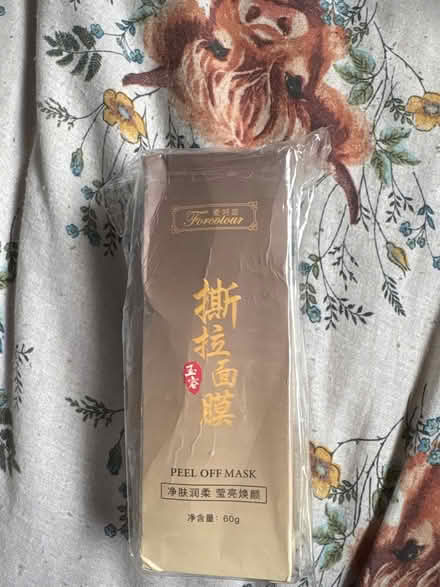 Forcolour
撕拉面膜
玉容
PEEL OFF MASK
净肤润柔 莹亮焕颜
净含量: 60g